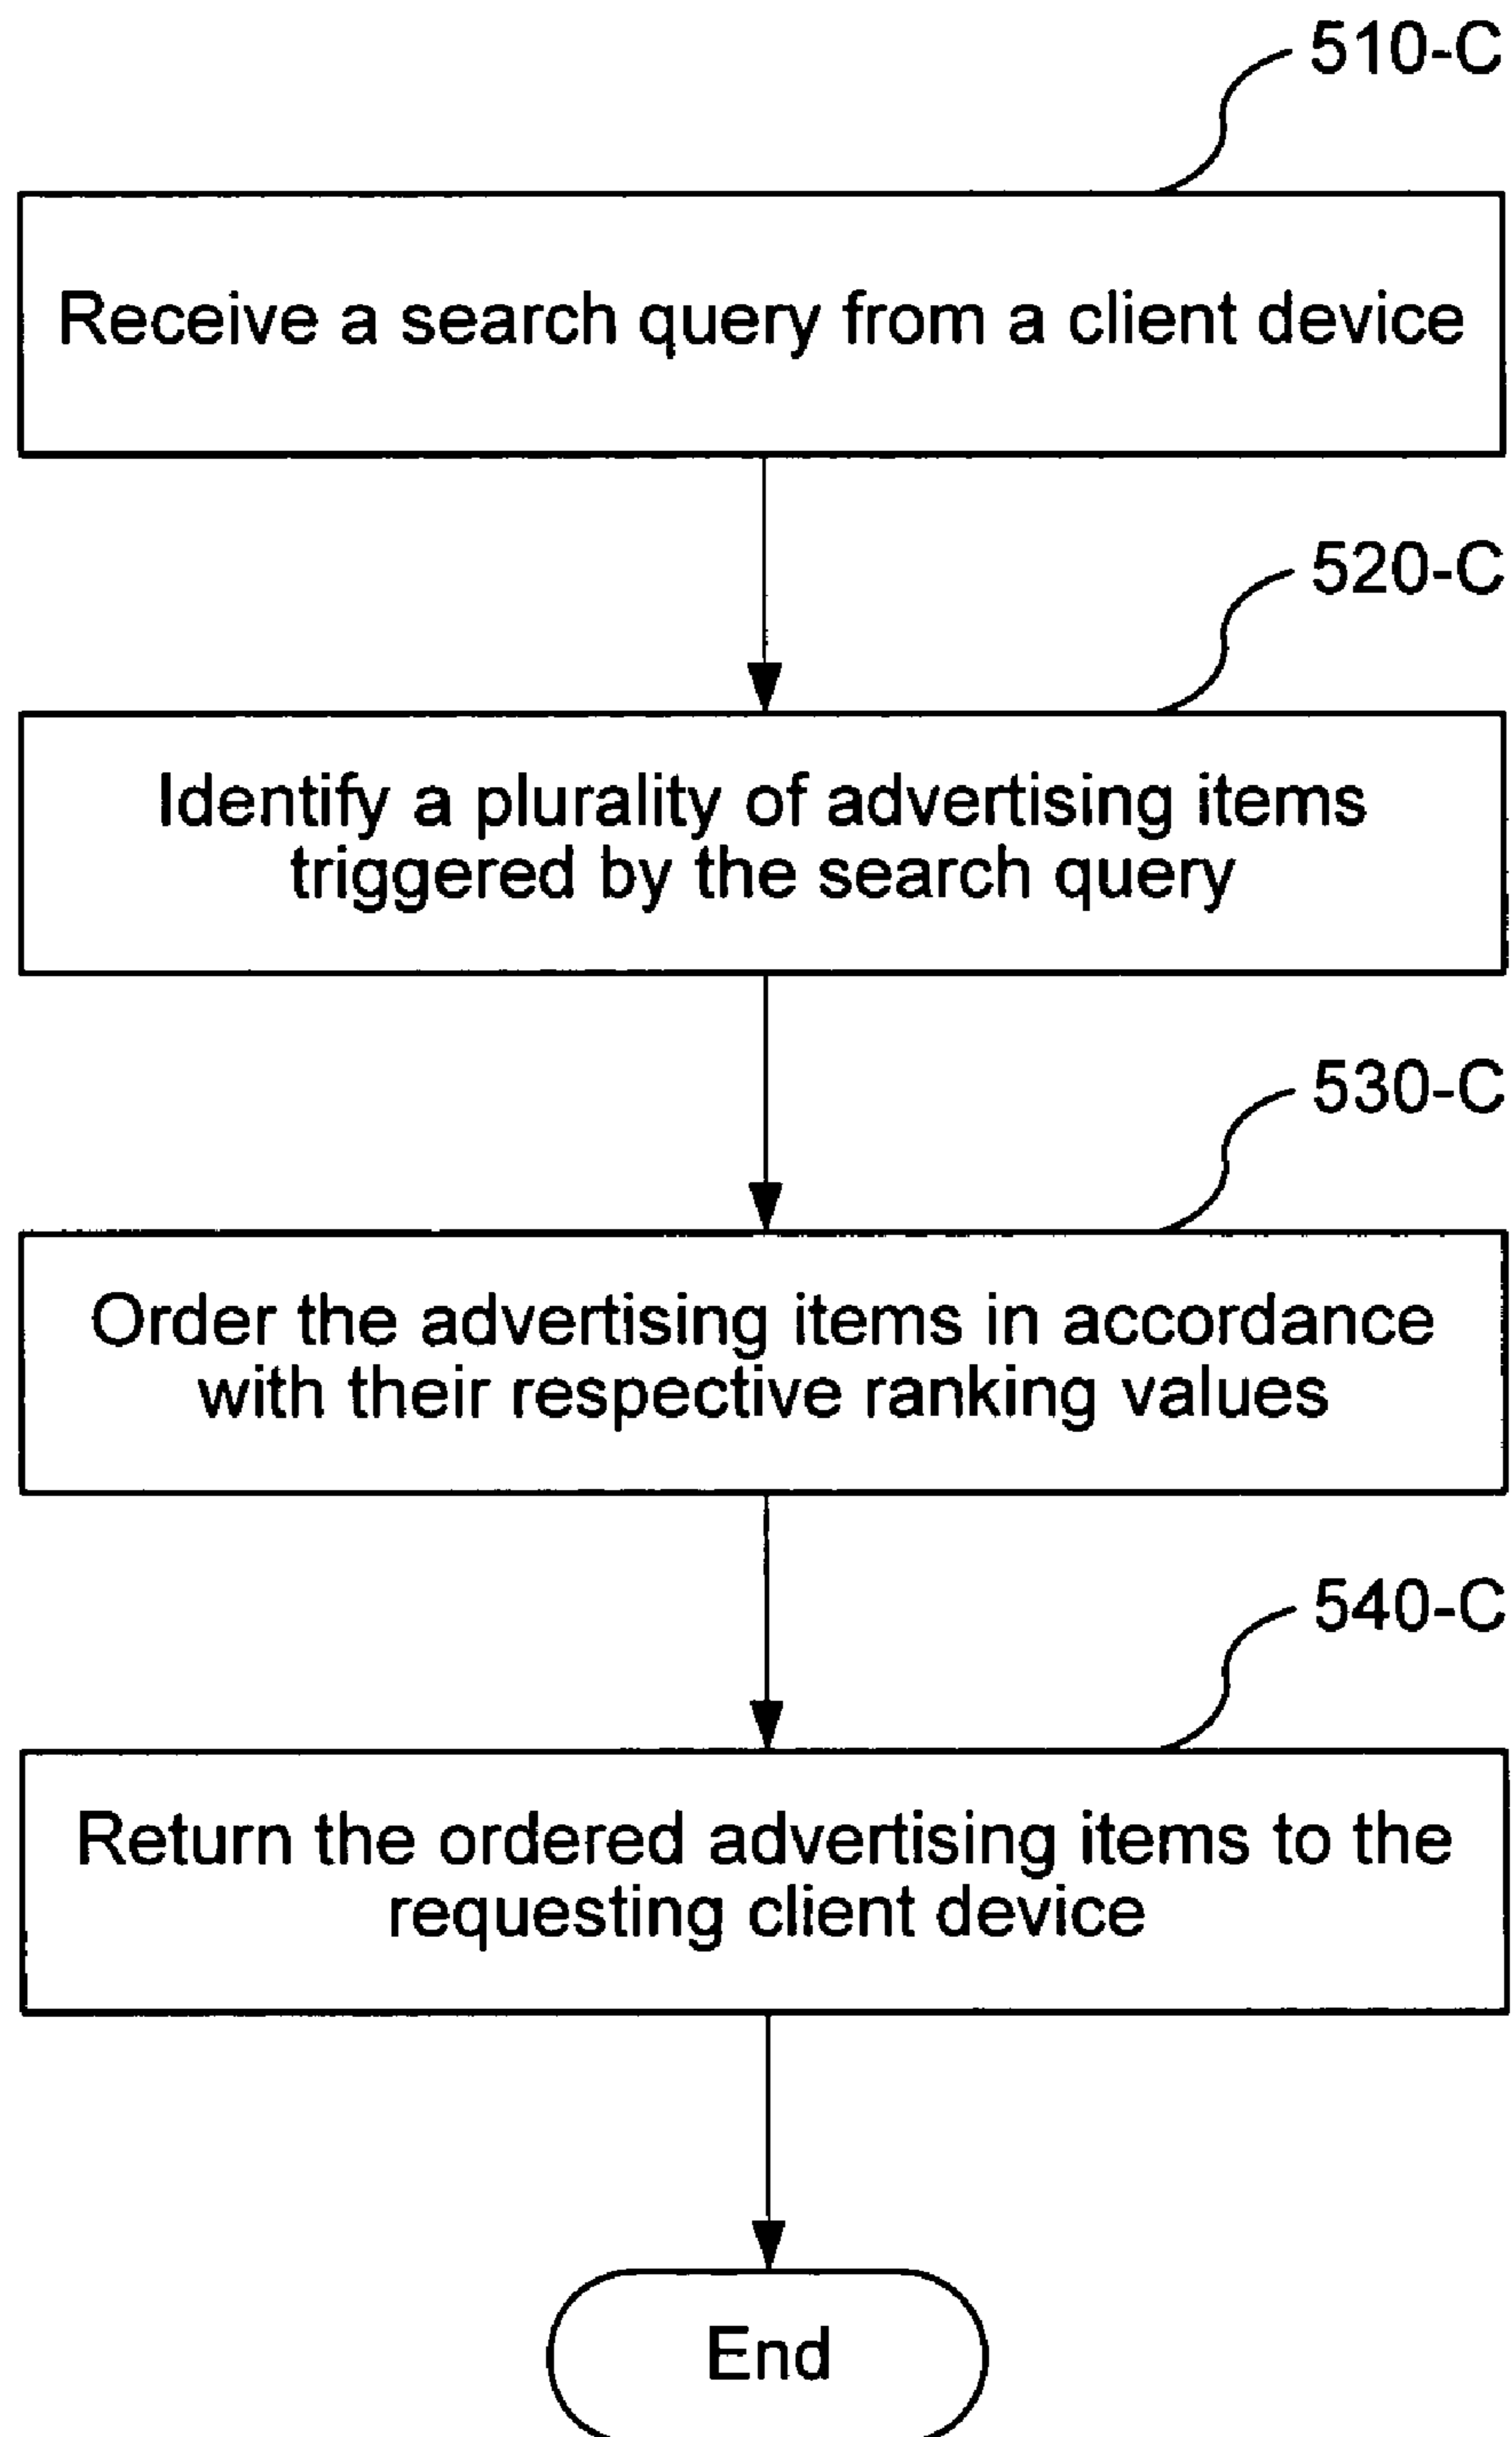 510-C
Receive a search query from a client device
520-C
Identify a plurality of advertising items
triggered by the search query
530-C
Order the advertising items in accordance
with their respective ranking values
540-C
Return the ordered advertising items to the
requesting client device
End